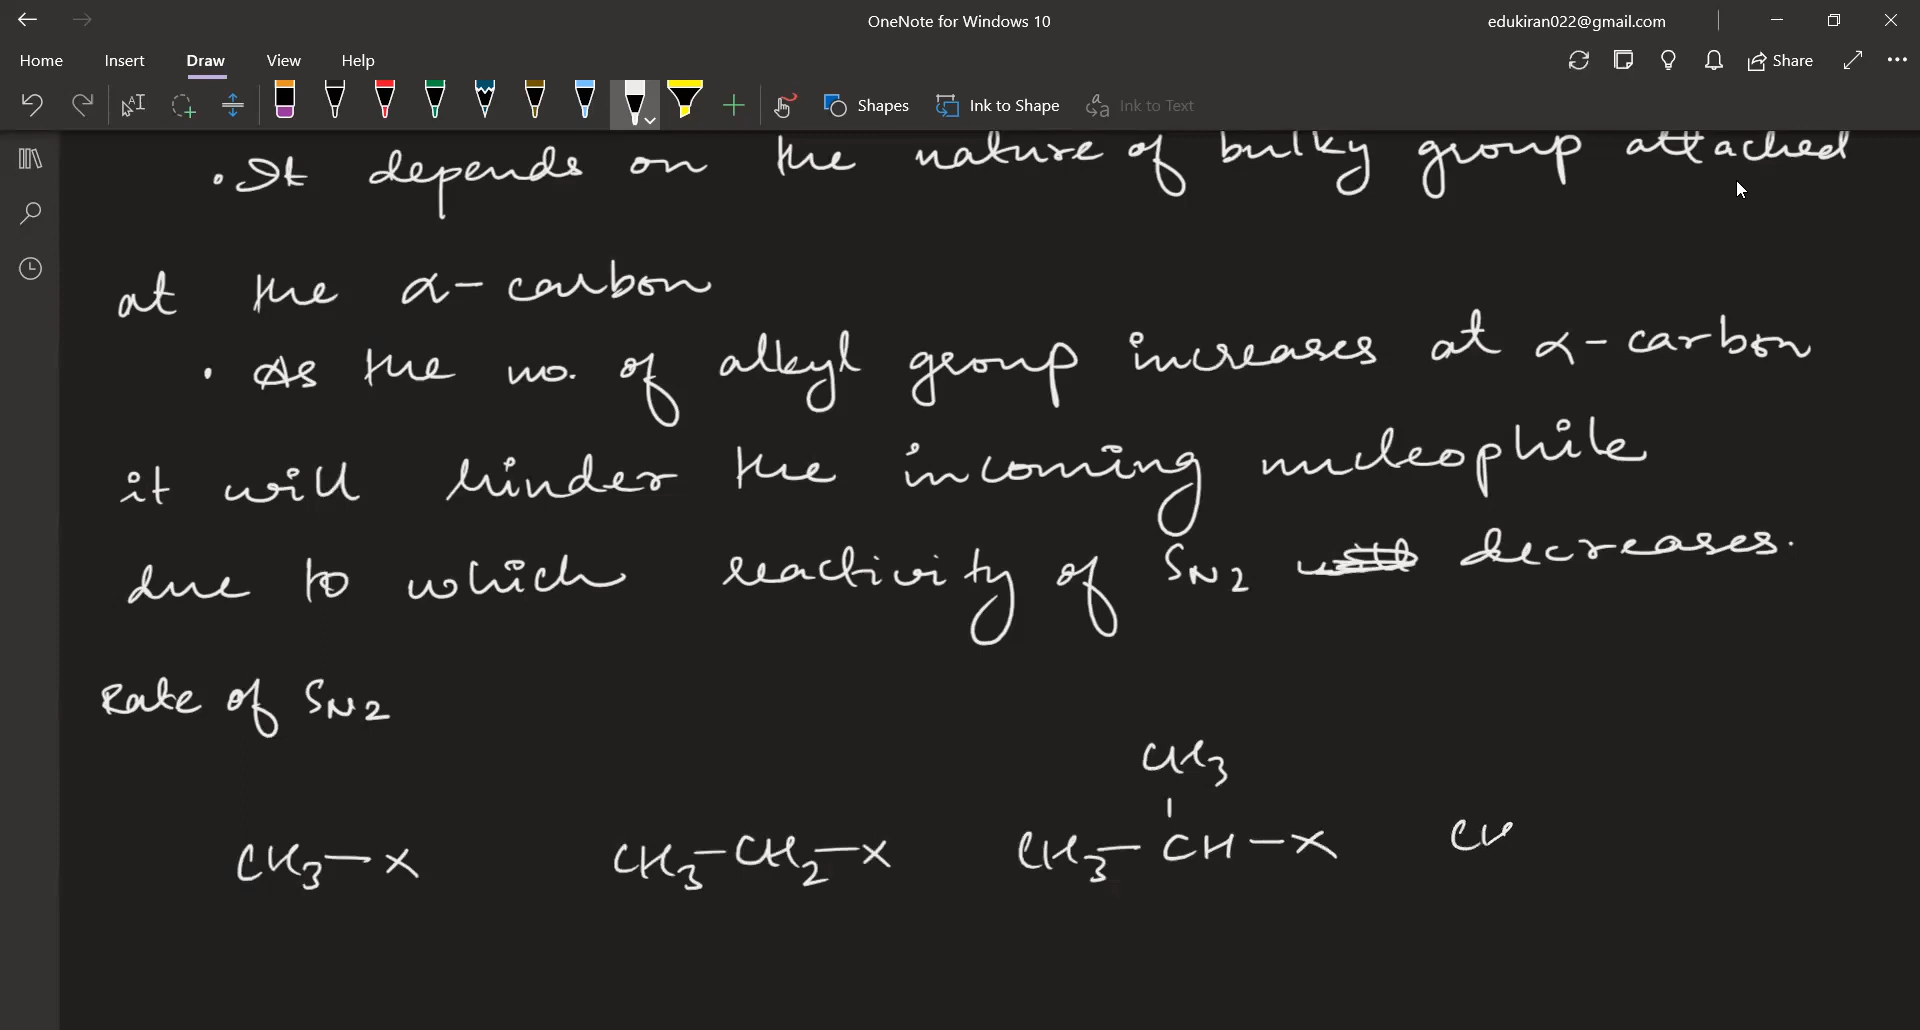 OneNote for Windows 10
edukiran022@gmail.com
Home Insert Draw View Help
Share
Shapes Ink to Shape Ink to Text
• It depends on the nature of bulky group attached
at the α- carbon
• As the no. of alkyl group increases at α- carbon
it will hinder the incoming nucleophile
due to which reactivity of SN2 decreases.
Rate of SN2
CH3
|
CH3-X CH3-CH2-X CH3-CH-X CH